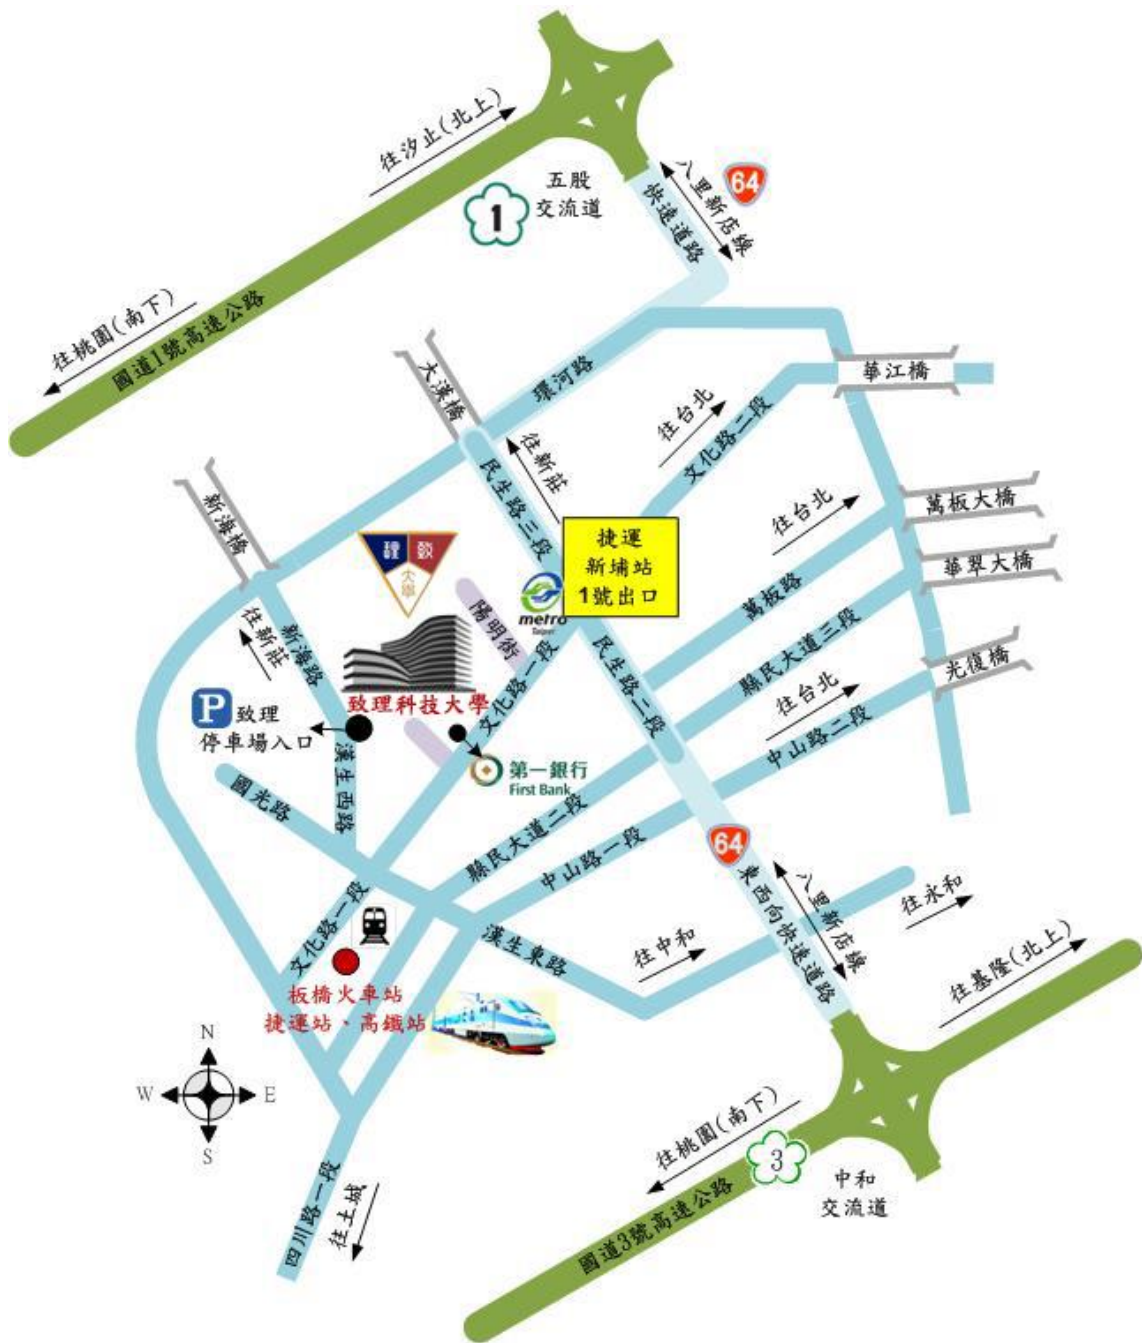 往汐止(北上)
五股
交流道
1
64
八里新店線
快速道路
往桃園(南下)
國道1號高速公路
大漢橋
環河路
華江橋
往台北
文化路二段
往新莊
民生路三段
新海橋
理 致
大學
捷運
新埔站
1號出口
往台北
萬板大橋
華翠大橋
萬板路
metro
Taipei
陽明街
往新莊
新海路
文化路一段
民生路二段
縣民大道三段
光復橋
往台北
中山路二段
致理科技大學
P 致理
停車場入口
漢生西路
第一銀行
First Bank
國光路
縣民大道二段
中山路一段
64
東西向快速道路
八里新店線
文化路一段
漢生東路
往中和
往永和
往基隆(北上)
板橋火車站
捷運站、高鐵站
N
W E
S
往桃園(南下)
3
中和
交流道
國道3號高速公路
四川路一段
往土城